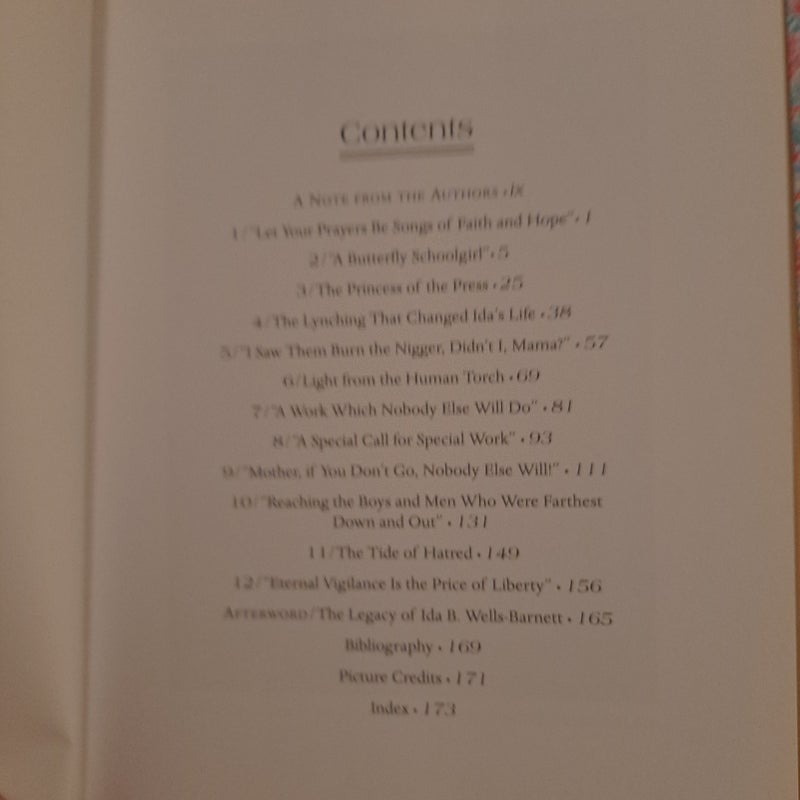 Contents
A NOTE FROM THE AUTHORS • ix
1/"Let Your Prayers Be Songs of Faith and Hope" • 1
2/"A Butterfly Schoolgirl" • 5
3/The Princess of the Press • 25
4/The Lynching That Changed Ida's Life • 38
5/"I Saw Them Burn the Nigger, Didn't I, Mama?" • 57
6/Light from the Human Torch • 69
7/"A Work Which Nobody Else Will Do" • 81
8/"A Special Call for Special Work" • 93
9/"Mother, if You Don't Go, Nobody Else Will!" • 111
10/"Reaching the Boys and Men Who Were Farthest
Down and Out" • 131
11/The Tide of Hatred • 149
12/"Eternal Vigilance Is the Price of Liberty" • 156
AFTERWORD/The Legacy of Ida B. Wells-Barnett • 165
Bibliography • 169
Picture Credits • 171
Index • 173